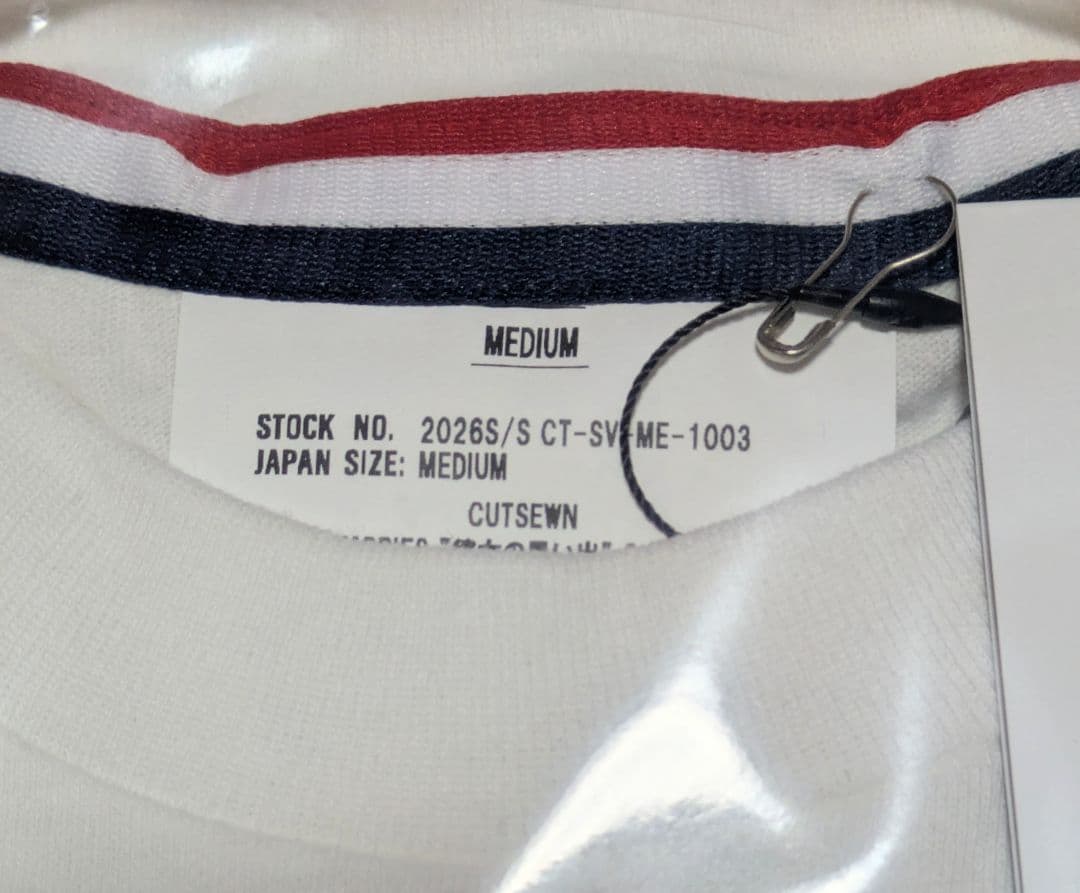 MEDIUM
STOCK NO. 2026S/S CT-SV-ME-1003
JAPAN SIZE: MEDIUM
CUTSEWN